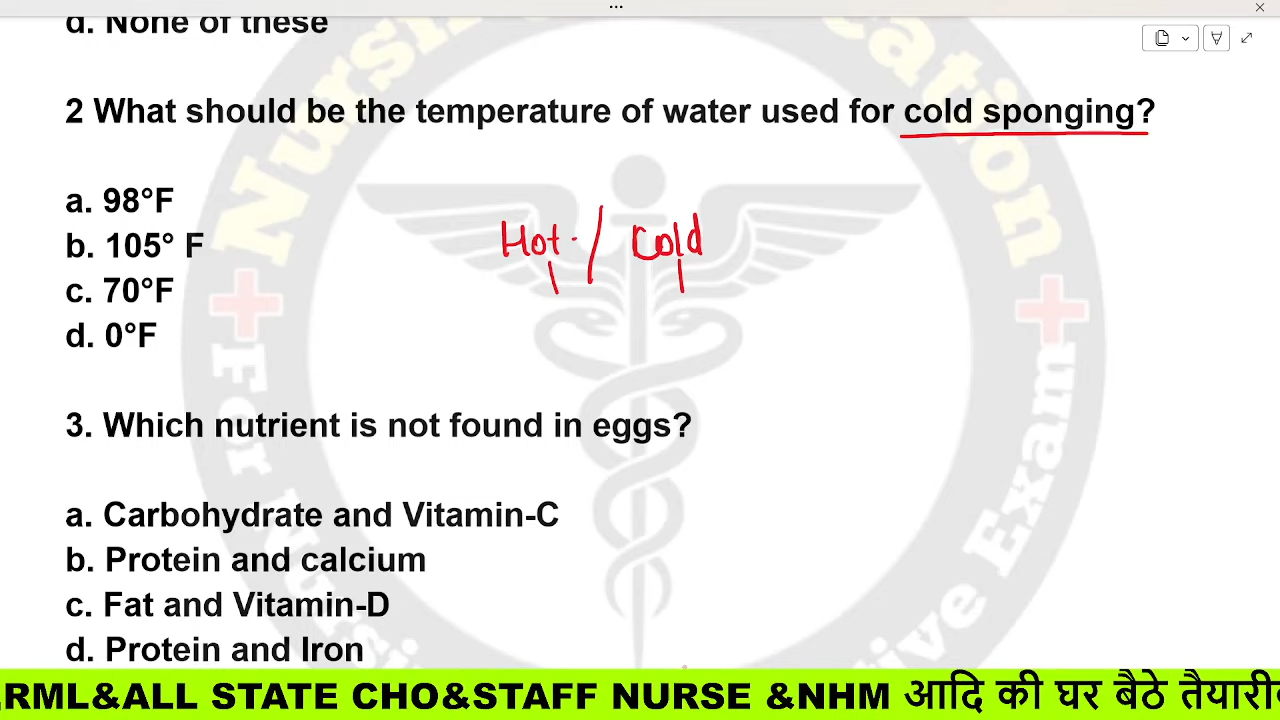 d. None of these
2 What should be the temperature of water used for cold sponging?
a. 98°F
b. 105° F
c. 70°F
d. 0°F
Hot / Cold
3. Which nutrient is not found in eggs?
a. Carbohydrate and Vitamin-C
b. Protein and calcium
c. Fat and Vitamin-D
d. Protein and Iron
RML&ALL STATE CHO&STAFF NURSE &NHM आदि की घर बैठे तैयारी
For
Exam